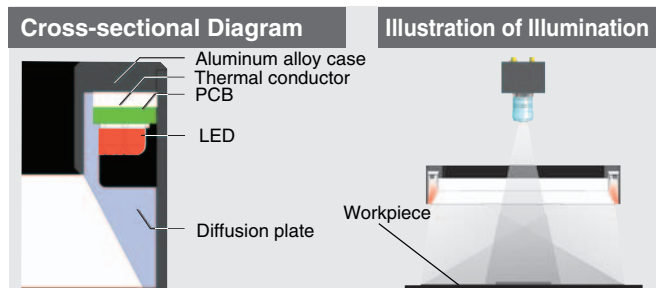 Cross-sectional Diagram
Aluminum alloy case
Thermal conductor
PCB
LED
Diffusion plate
Illustration of Illumination
Workpiece